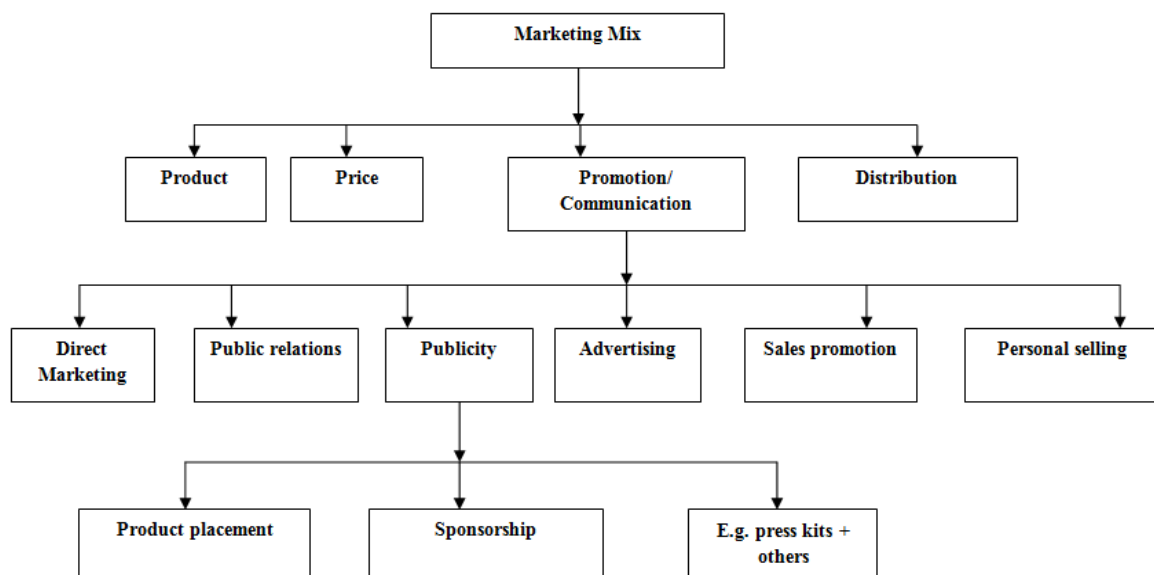 Marketing Mix
Product
Price
Promotion/
Communication
Distribution
Direct
Marketing
Public relations
Publicity
Advertising
Sales promotion
Personal selling
Product placement
Sponsorship
E.g. press kits +
others